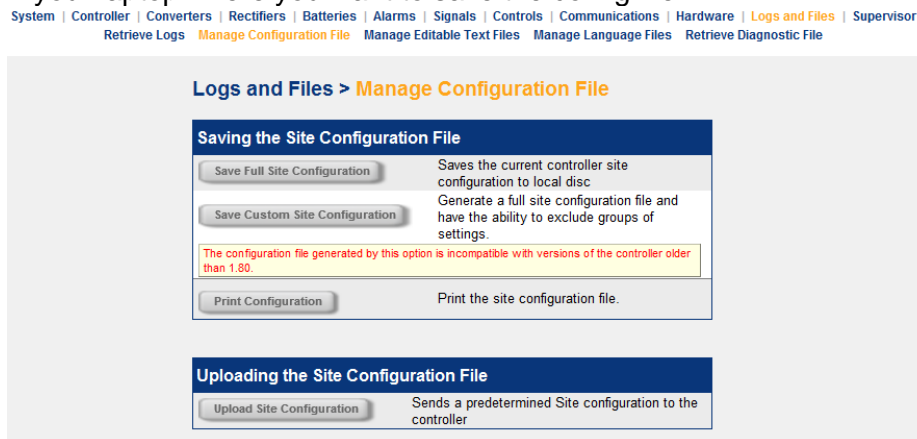 System | Controller | Converters | Rectifiers | Batteries | Alarms | Signals | Controls | Communications | Hardware | Logs and Files | Supervisor
Retrieve Logs Manage Configuration File Manage Editable Text Files Manage Language Files Retrieve Diagnostic File
Logs and Files > Manage Configuration File
Saving the Site Configuration File
Save Full Site Configuration
Saves the current controller site
configuration to local disc
Save Custom Site Configuration
Generate a full site configuration file and
have the ability to exclude groups of
settings.
The configuration file generated by this option is incompatible with versions of the controller older
than 1.80.
Print Configuration
Print the site configuration file.
Uploading the Site Configuration File
Upload Site Configuration
Sends a predetermined Site configuration to the
controller